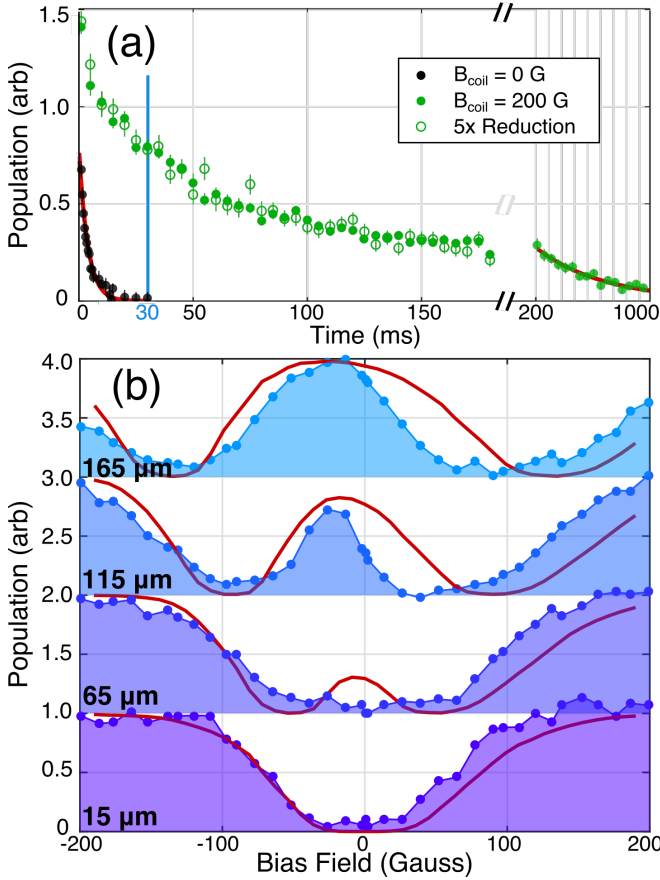 (a)
Population (arb)
1.5
1.0
0.5
0
B_coil = 0 G
B_coil = 200 G
5x Reduction
0 30 50 100 150 200 1000
Time (ms)
(b)
Population (arb)
4.0
3.5
165 µm
3.0
2.5
115 µm
2.0
1.5
65 µm
1.0
0.5
15 µm
0
-200 -100 0 100 200
Bias Field (Gauss)